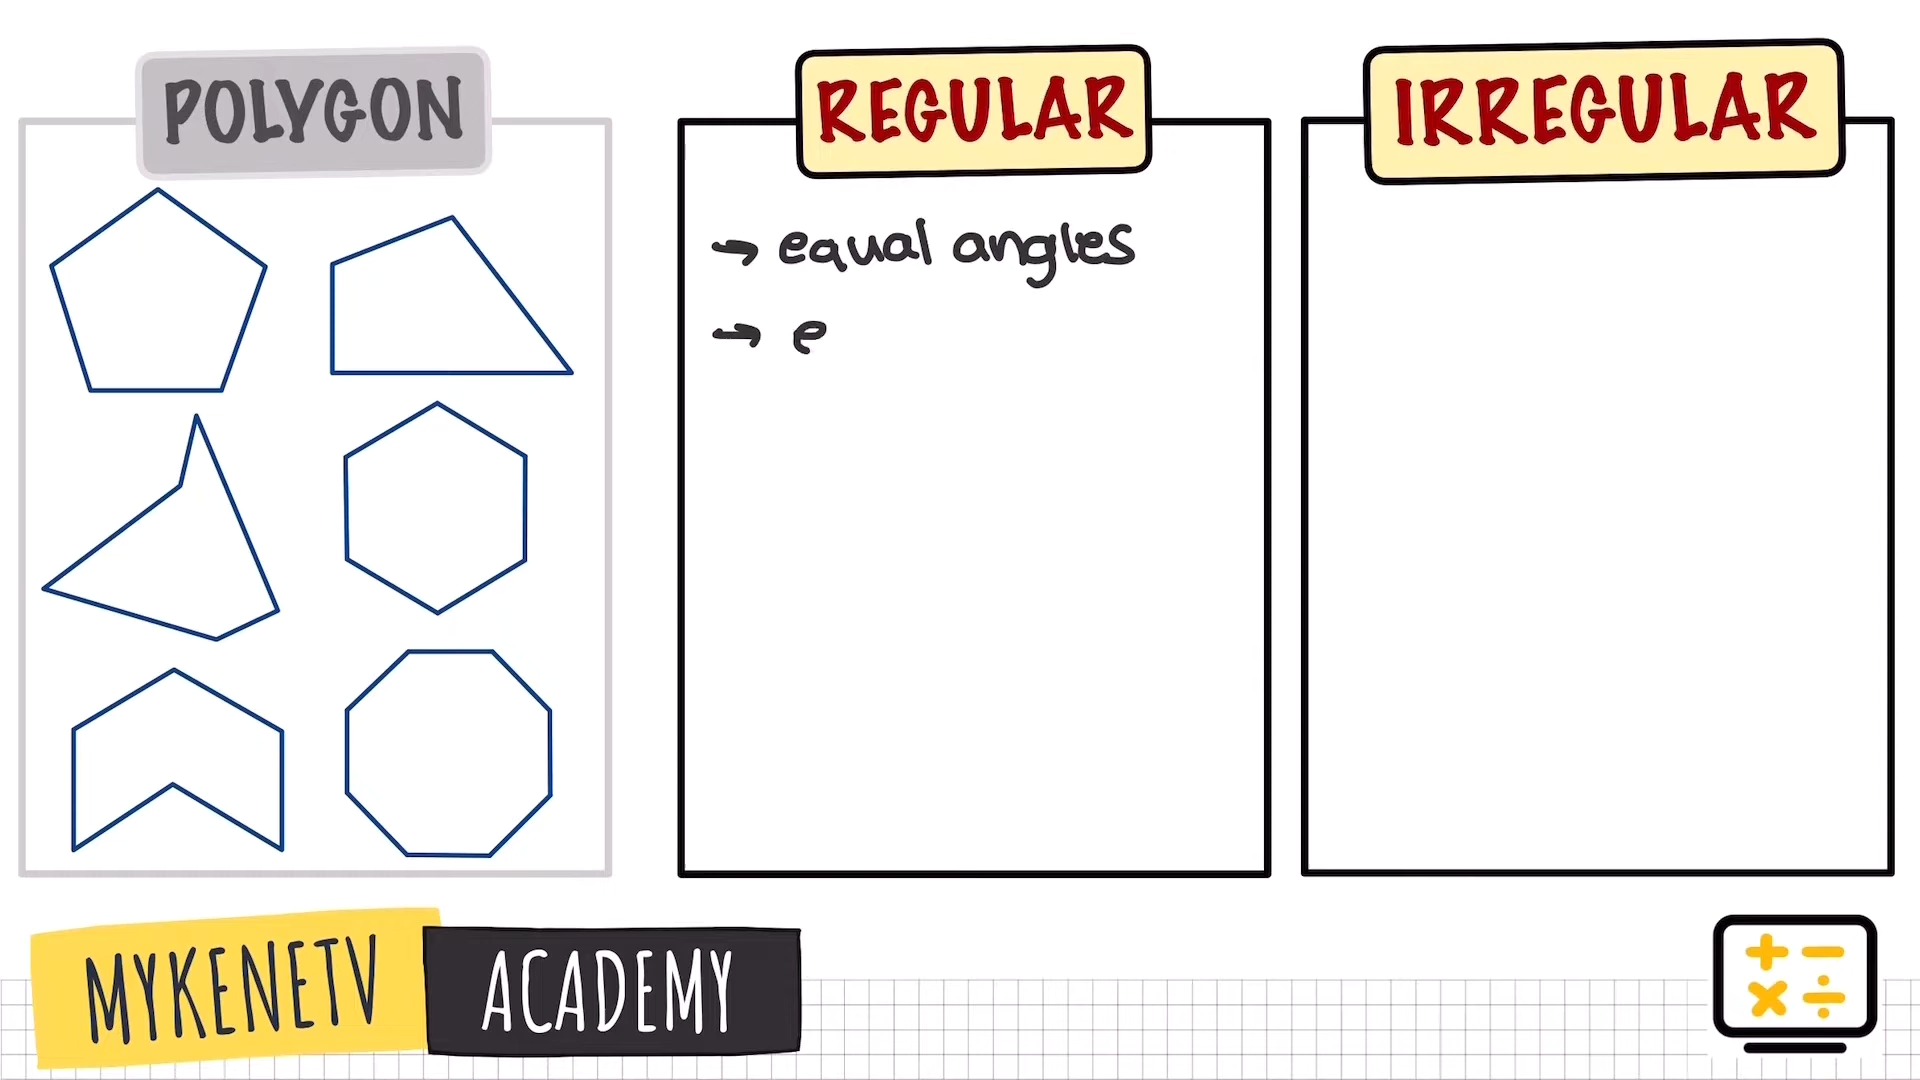 POLYGON
REGULAR
IRREGULAR
→ equal angles
→ e
MYKENETV ACADEMY
+ −
× ÷